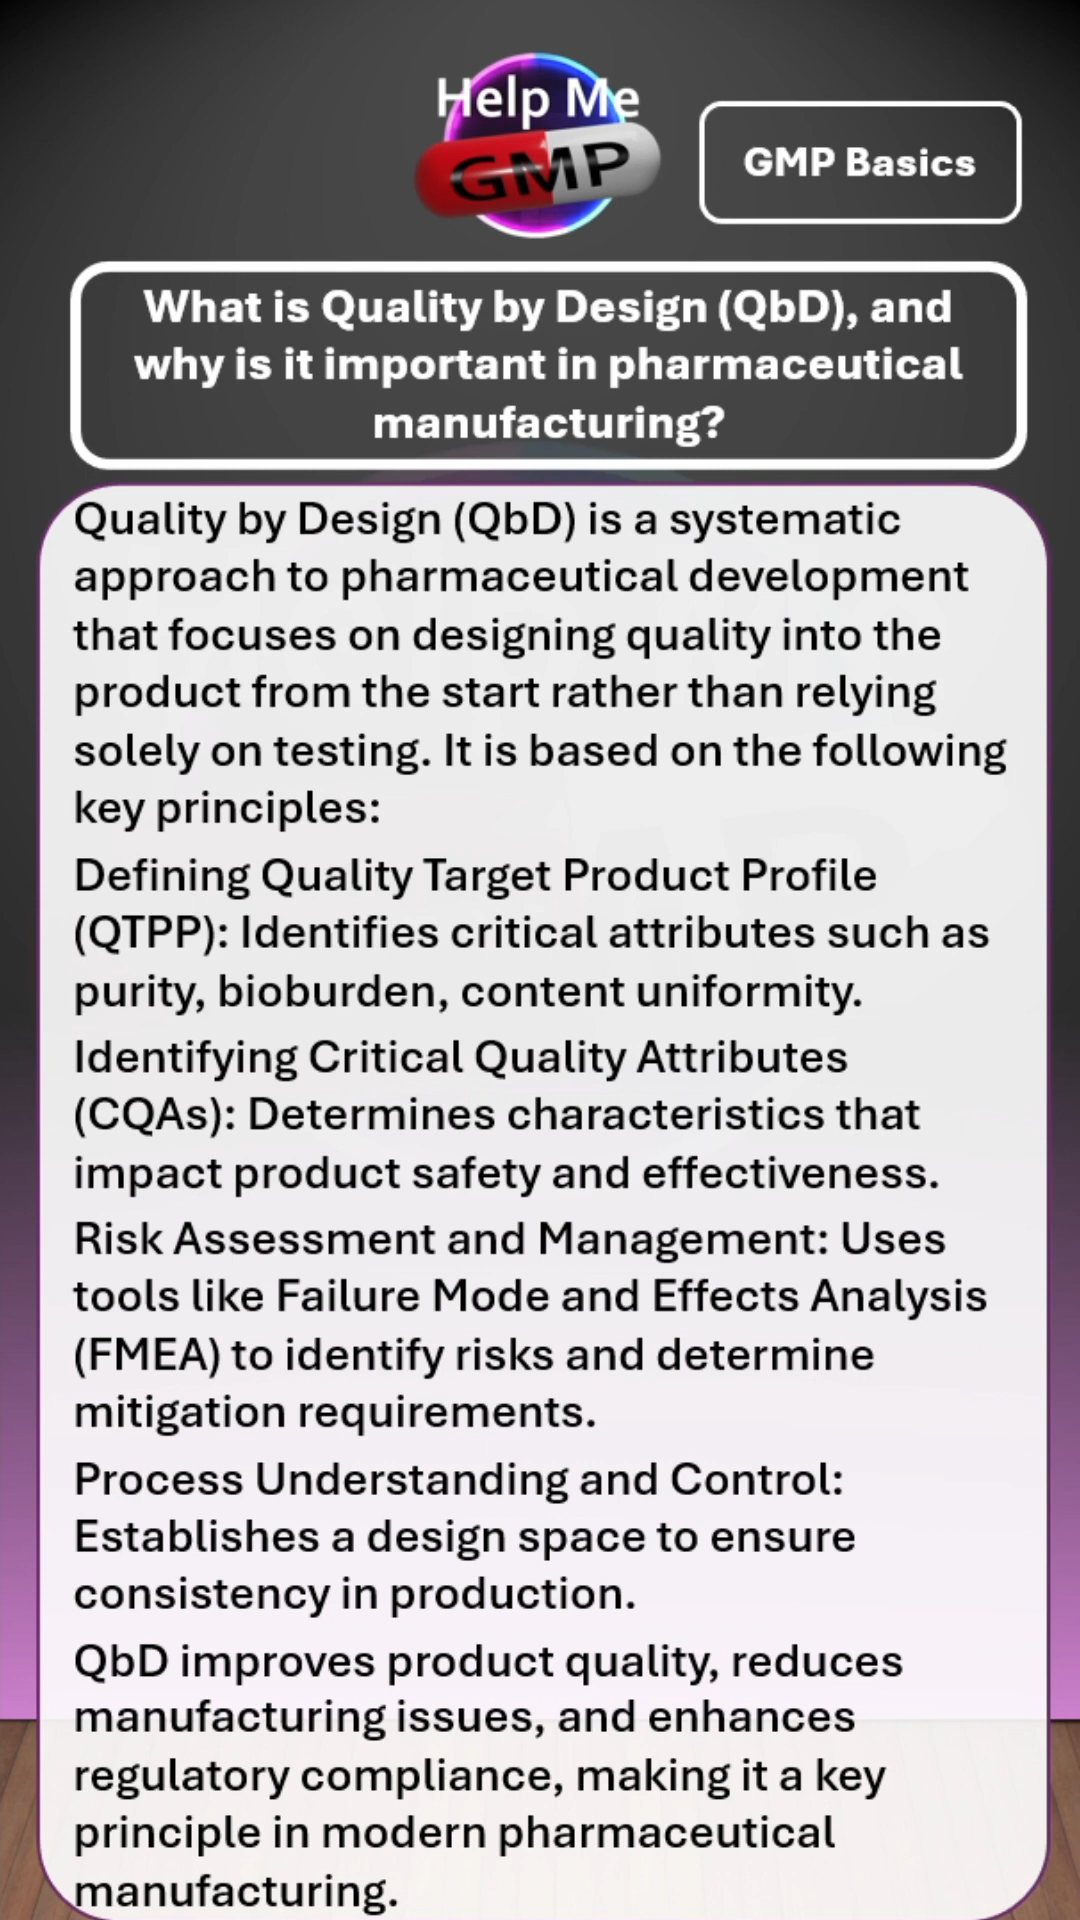 Help Me
GMP
GMP Basics
What is Quality by Design (QbD), and
why is it important in pharmaceutical
manufacturing?
Quality by Design (QbD) is a systematic
approach to pharmaceutical development
that focuses on designing quality into the
product from the start rather than relying
solely on testing. It is based on the following
key principles:
Defining Quality Target Product Profile
(QTPP): Identifies critical attributes such as
purity, bioburden, content uniformity.
Identifying Critical Quality Attributes
(CQAs): Determines characteristics that
impact product safety and effectiveness.
Risk Assessment and Management: Uses
tools like Failure Mode and Effects Analysis
(FMEA) to identify risks and determine
mitigation requirements.
Process Understanding and Control:
Establishes a design space to ensure
consistency in production.
QbD improves product quality, reduces
manufacturing issues, and enhances
regulatory compliance, making it a key
principle in modern pharmaceutical
manufacturing.